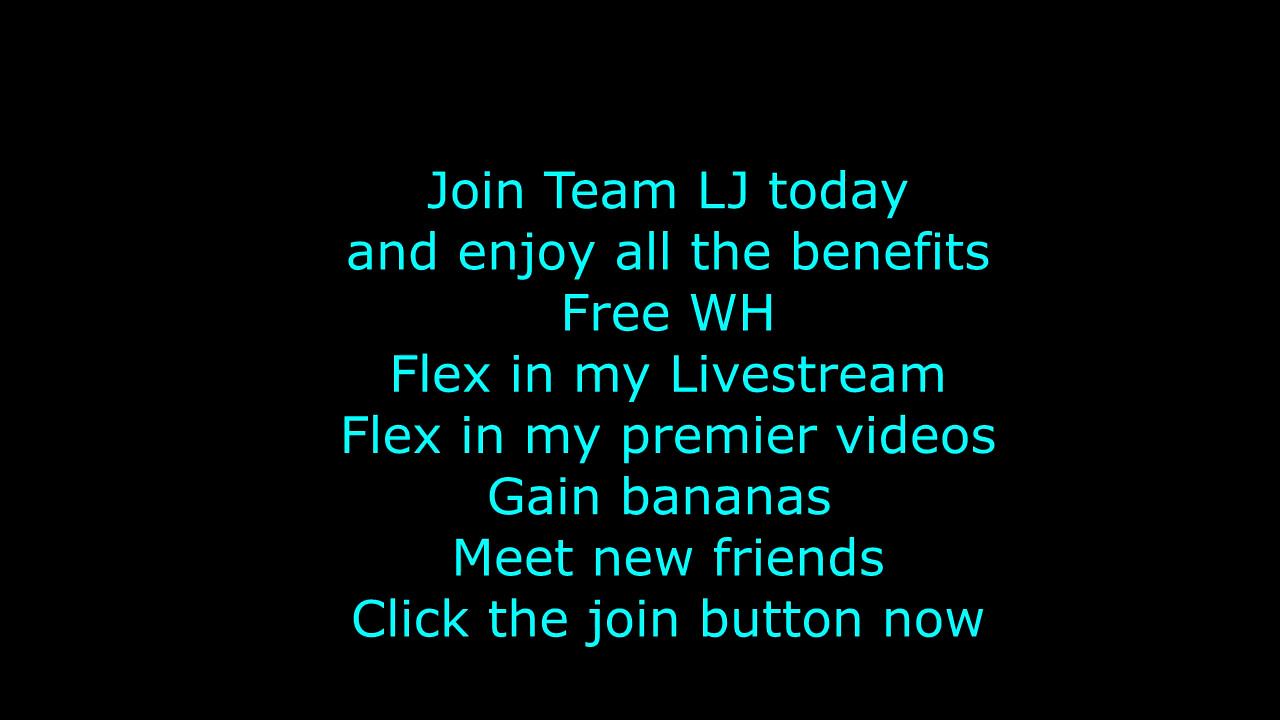 Join Team LJ today
and enjoy all the benefits
Free WH
Flex in my Livestream
Flex in my premier videos
Gain bananas
Meet new friends
Click the join button now